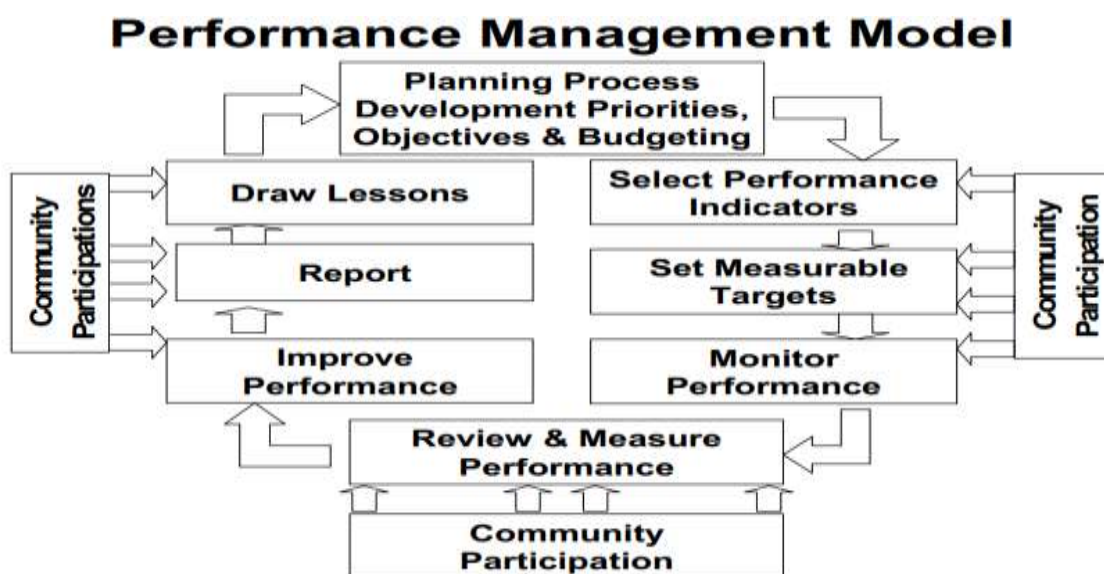 Performance Management Model
Planning Process
Development Priorities,
Objectives & Budgeting
Draw Lessons
Select Performance
Indicators
Community
Participations
Community
Participation
Report
Set Measurable
Targets
Improve
Performance
Monitor
Performance
Review & Measure
Performance
Community
Participation